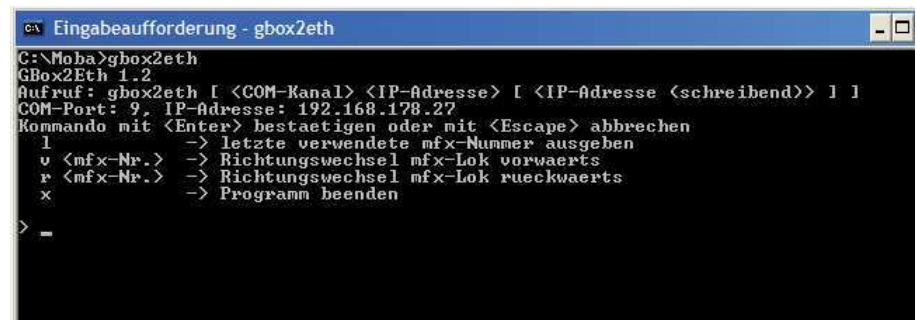 Eingabeaufforderung - gbox2eth
C:\Moba>gbox2eth
GBox2Eth 1.2
Aufruf: gbox2eth [ <COM-Kanal> <IP-Adresse> [ <IP-Adresse (schreibend)> ] ]
COM-Port: 9, IP-Adresse: 192.168.178.27
Kommando mit <Enter> bestaetigen oder mit <Escape> abbrechen
l -> letzte verwendete mfx-Nummer ausgeben
v <mfx-Nr.> -> Richtungswechsel mfx-Lok vorwaerts
r <mfx-Nr.> -> Richtungswechsel mfx-Lok rueckwaerts
x -> Programm beenden
> _